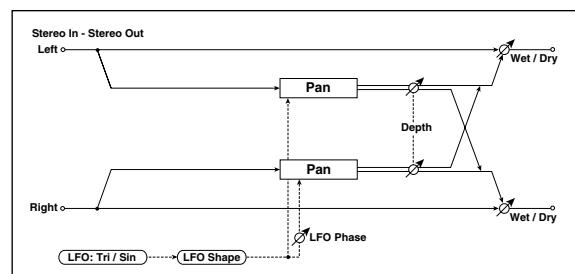 Stereo In - Stereo Out
Left
Wet / Dry
Pan
Depth
Pan
Right
Wet / Dry
LFO Phase
LFO: Tri / Sin
LFO Shape